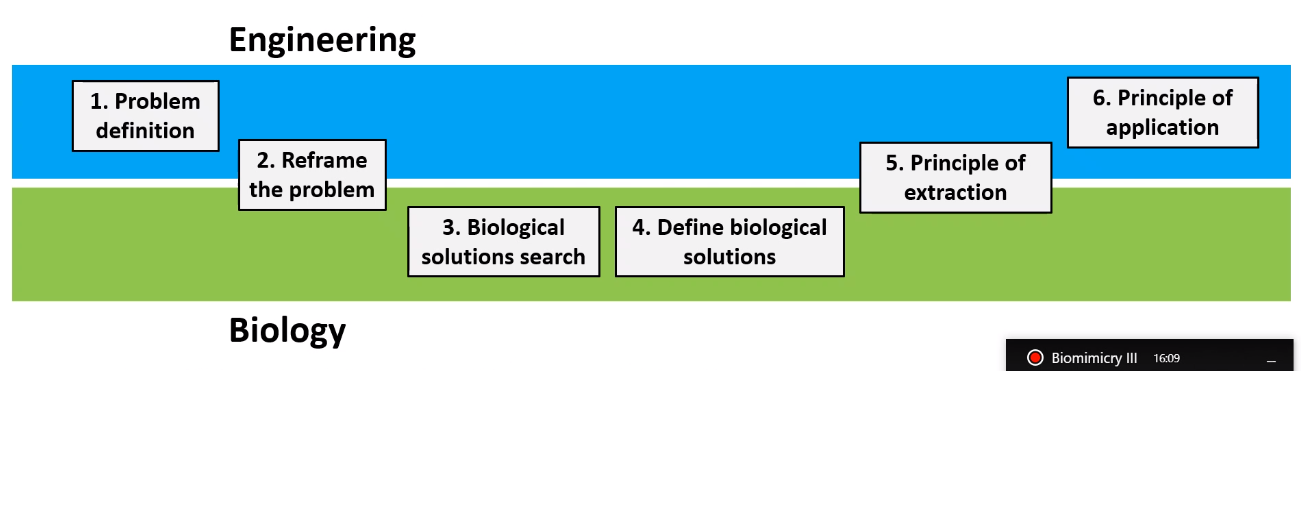 Engineering
1. Problem
definition
2. Reframe
the problem
3. Biological
solutions search
4. Define biological
solutions
5. Principle of
extraction
6. Principle of
application
Biology
Biomimicry III 16:09